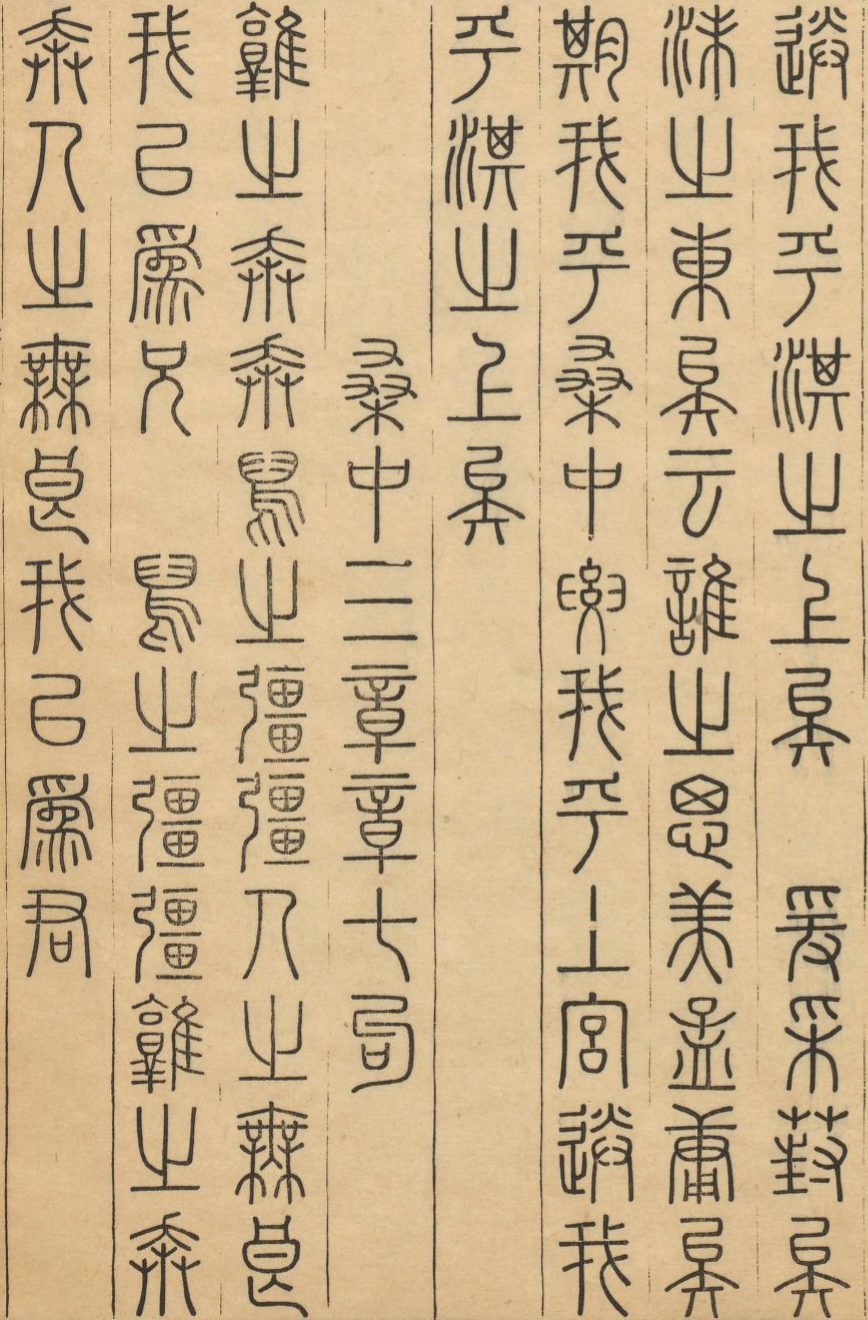 送我乎淇之上矣　爰采葑矣
沬之東矣云誰之思美孟庸矣
期我乎桑中要我乎上宮送我
乎淇之上矣
桑中三章章七句
鶉之奔奔鵲之彊彊人之無良
我以爲兄　鵲之彊彊鶉之奔
奔人之無良我以爲君